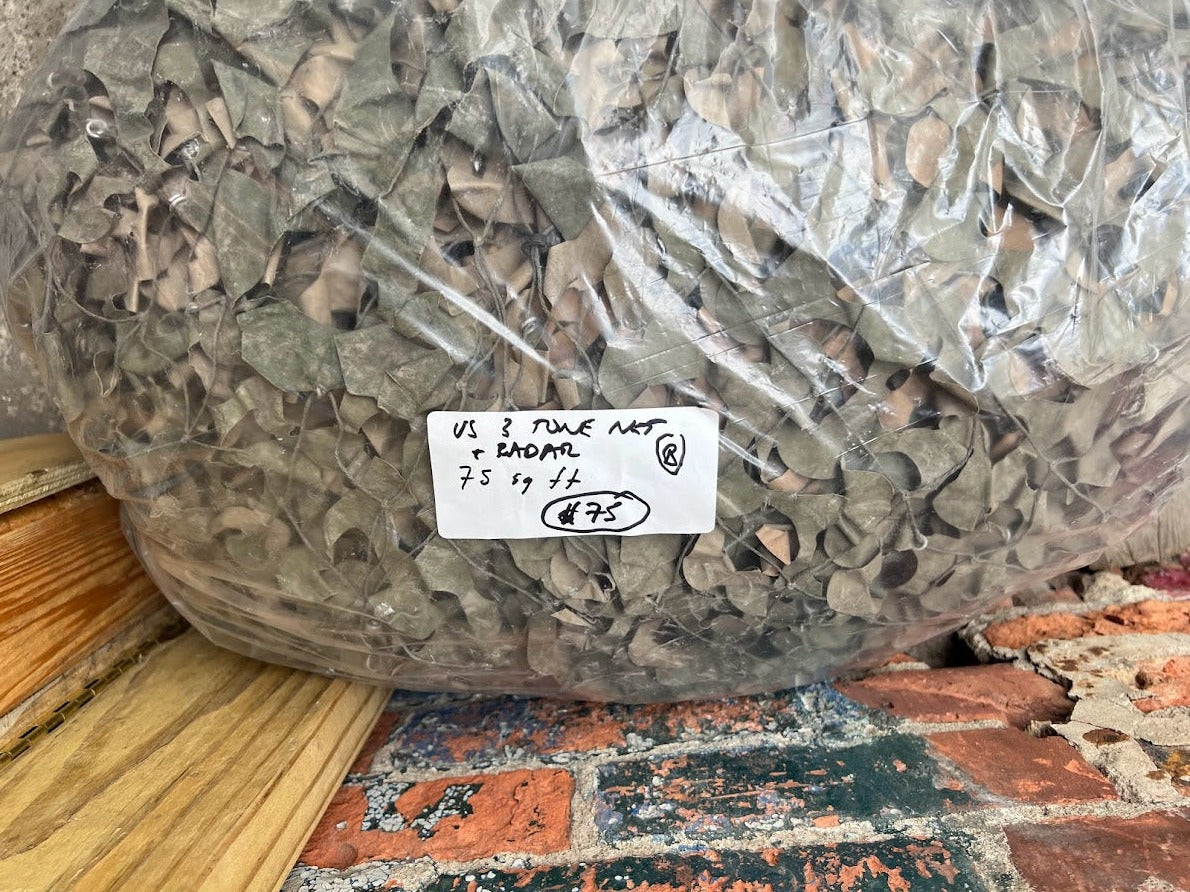 US 3 TONE NET
+ RADAR
B
75 sq ft
$75